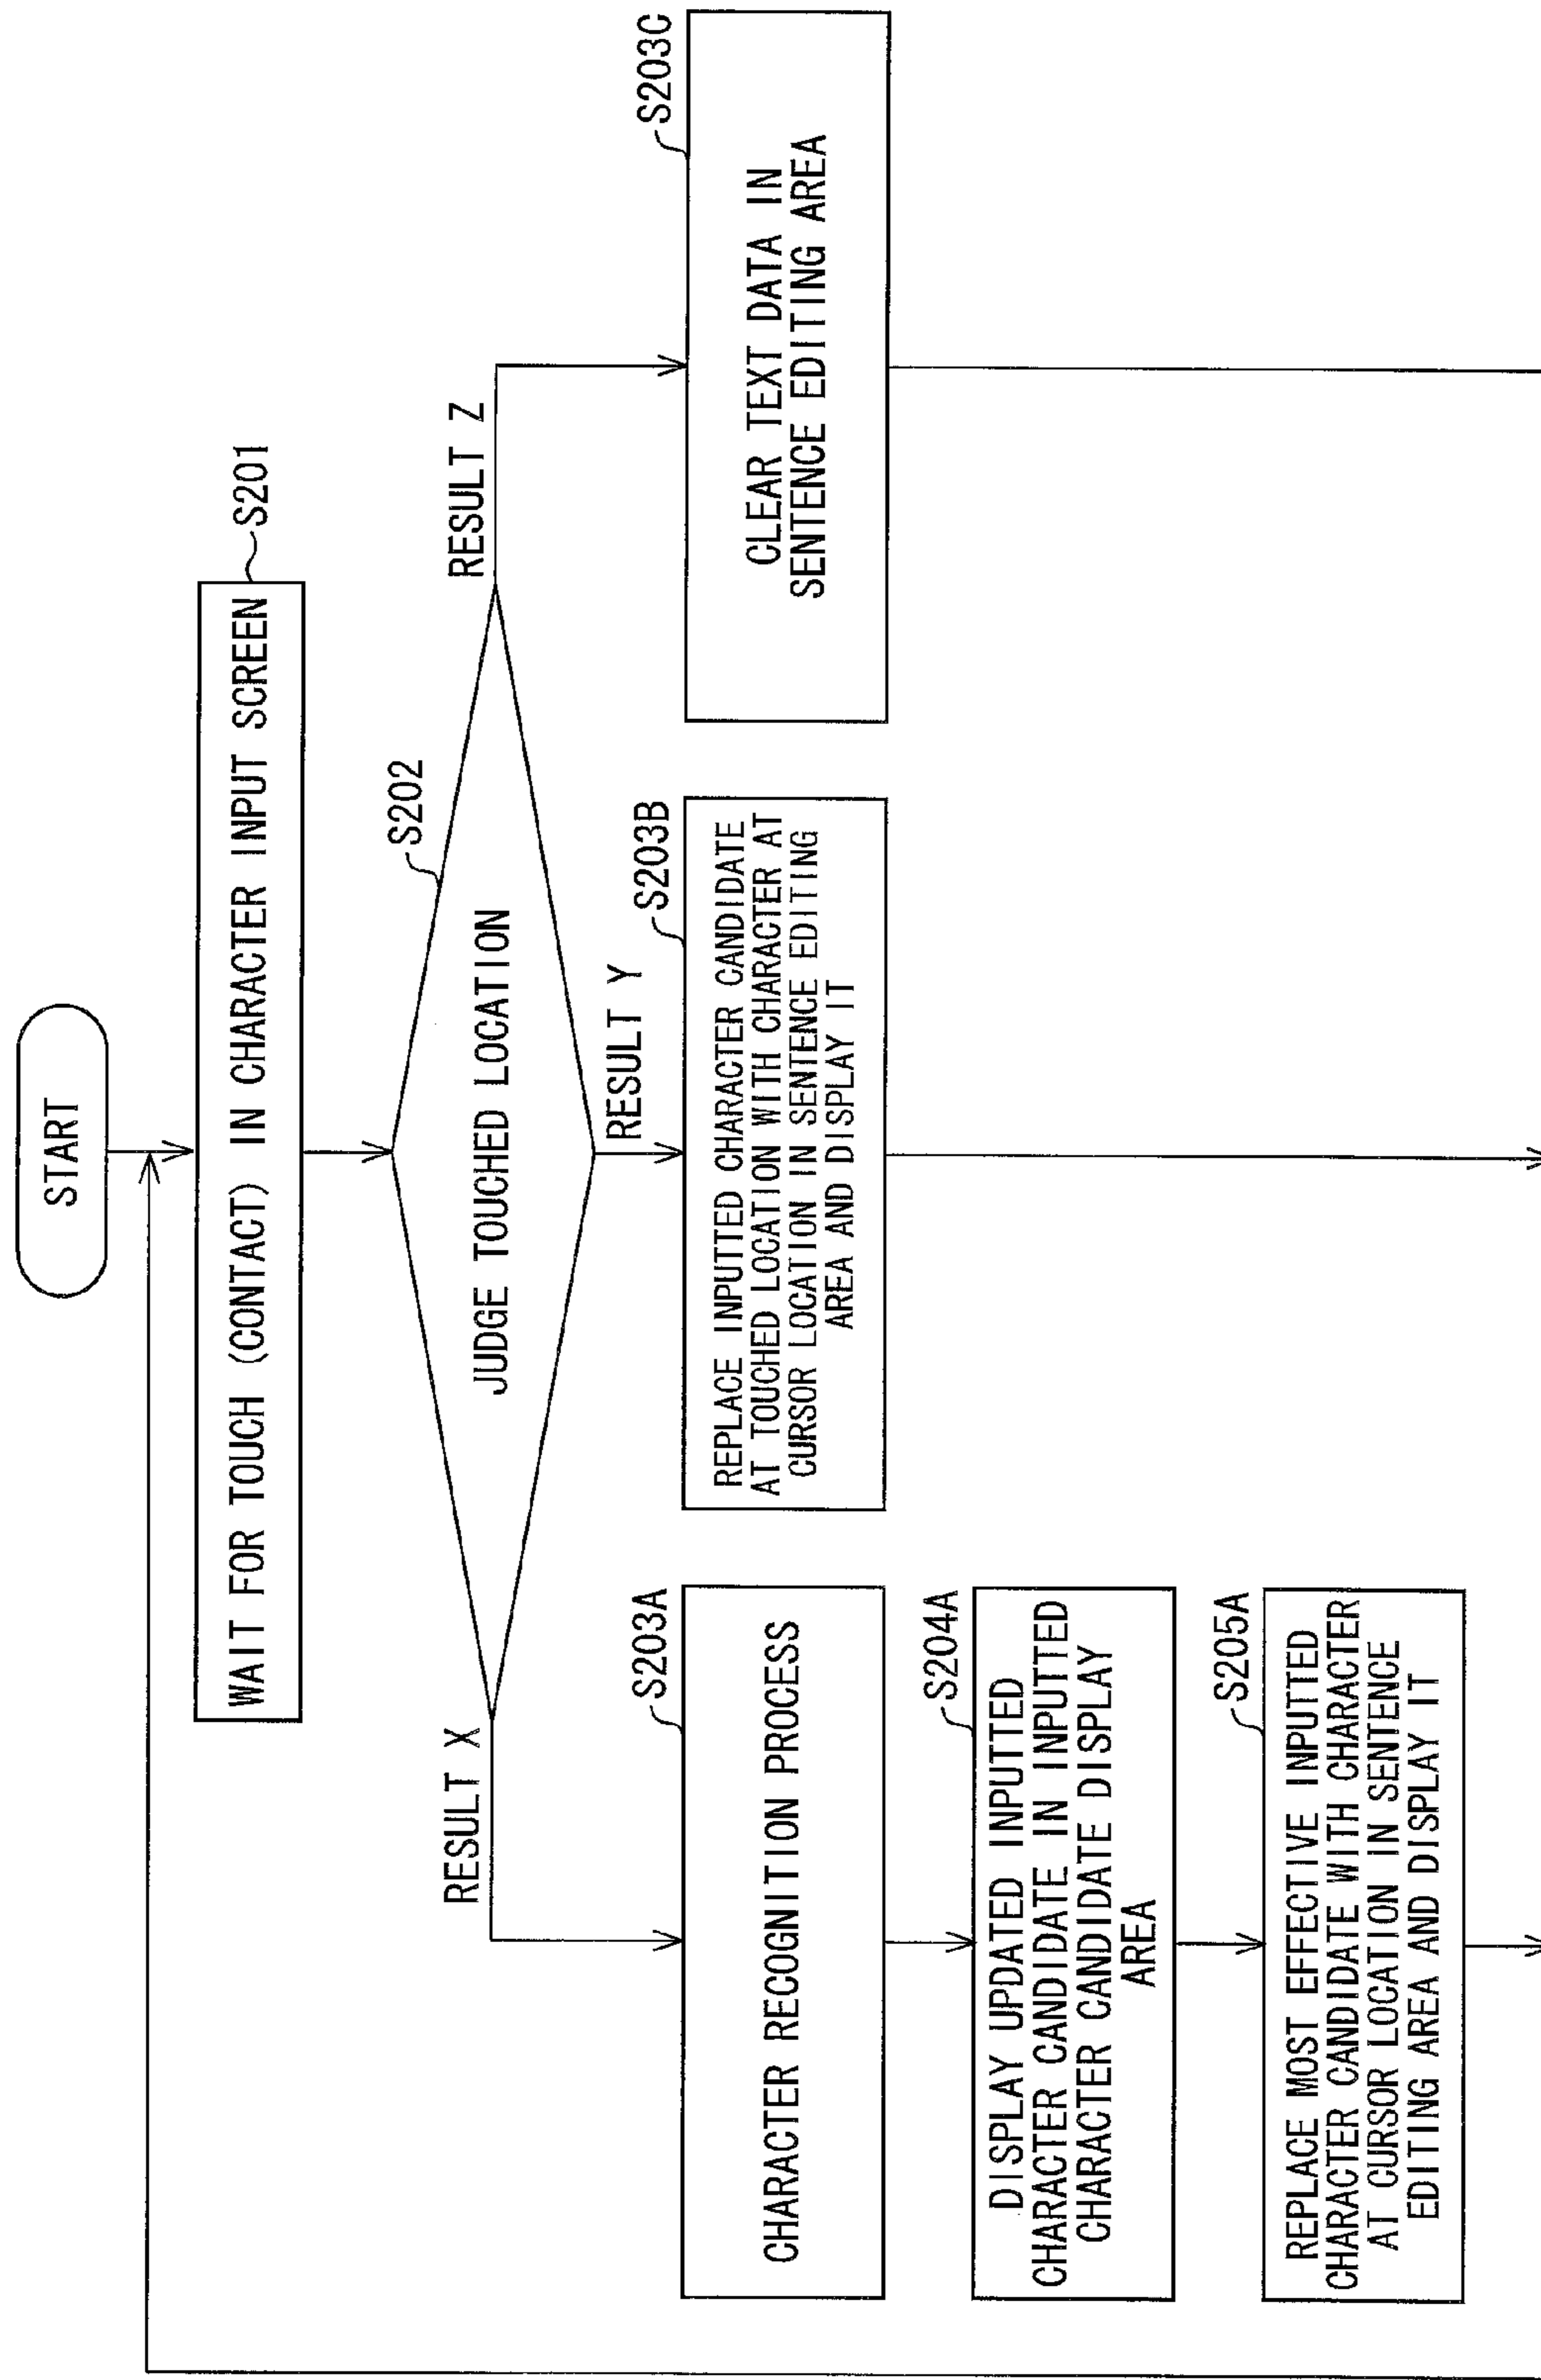 START
WAIT FOR TOUCH (CONTACT) IN CHARACTER INPUT SCREEN
S201
S202
JUDGE TOUCHED LOCATION
RESULT X
RESULT Y
RESULT Z
S203A
CHARACTER RECOGNITION PROCESS
S203B
REPLACE INPUTTED CHARACTER CANDIDATE
AT TOUCHED LOCATION WITH CHARACTER AT
CURSOR LOCATION IN SENTENCE EDITING
AREA AND DISPLAY IT
S203C
CLEAR TEXT DATA IN
SENTENCE EDITING AREA
S204A
DISPLAY UPDATED INPUTTED
CHARACTER CANDIDATE IN INPUTTED
CHARACTER CANDIDATE DISPLAY
AREA
S205A
REPLACE MOST EFFECTIVE INPUTTED
CHARACTER CANDIDATE WITH CHARACTER
AT CURSOR LOCATION IN SENTENCE
EDITING AREA AND DISPLAY IT